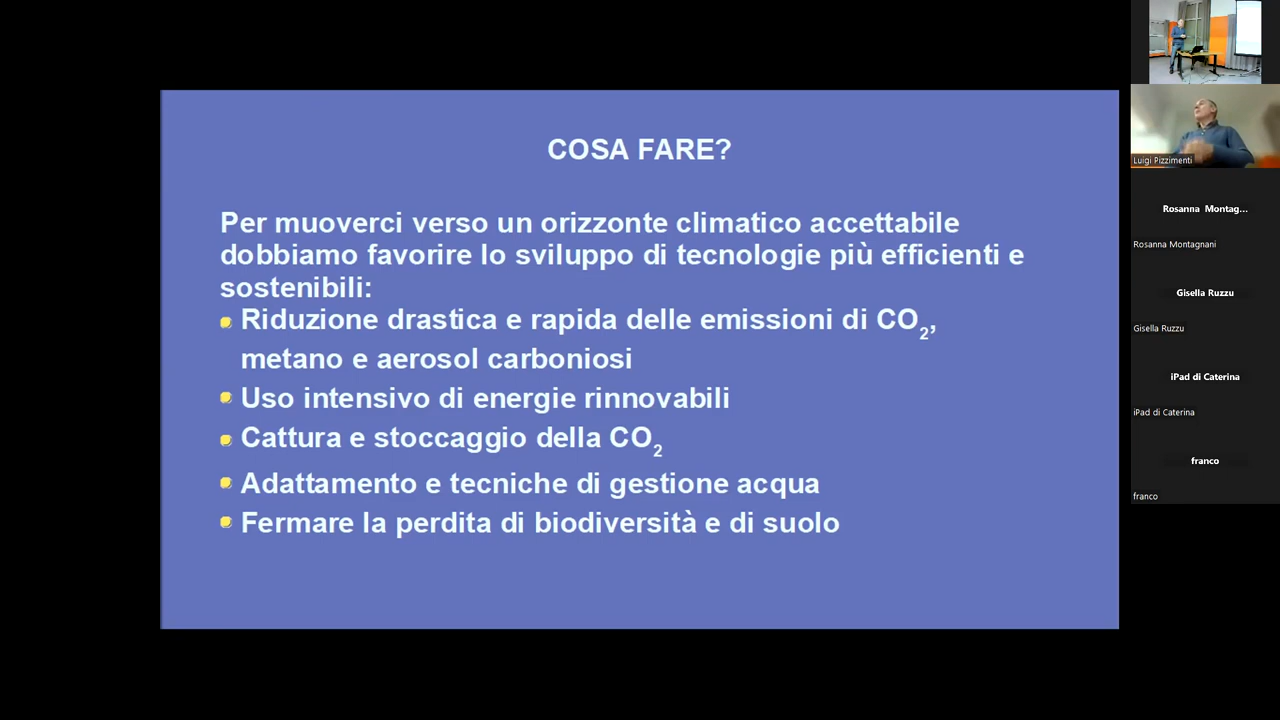 COSA FARE?
Per muoverci verso un orizzonte climatico accettabile
dobbiamo favorire lo sviluppo di tecnologie più efficienti e
sostenibili:
Riduzione drastica e rapida delle emissioni di CO₂,
metano e aerosol carboniosi
Uso intensivo di energie rinnovabili
Cattura e stoccaggio della CO₂
Adattamento e tecniche di gestione acqua
Fermare la perdita di biodiversità e di suolo
Luigi Pizzimenti
Rosanna Montag...
Rosanna Montagnani
Gisella Ruzzu
Gisella Ruzzu
iPad di Caterina
iPad di Caterina
franco
franco